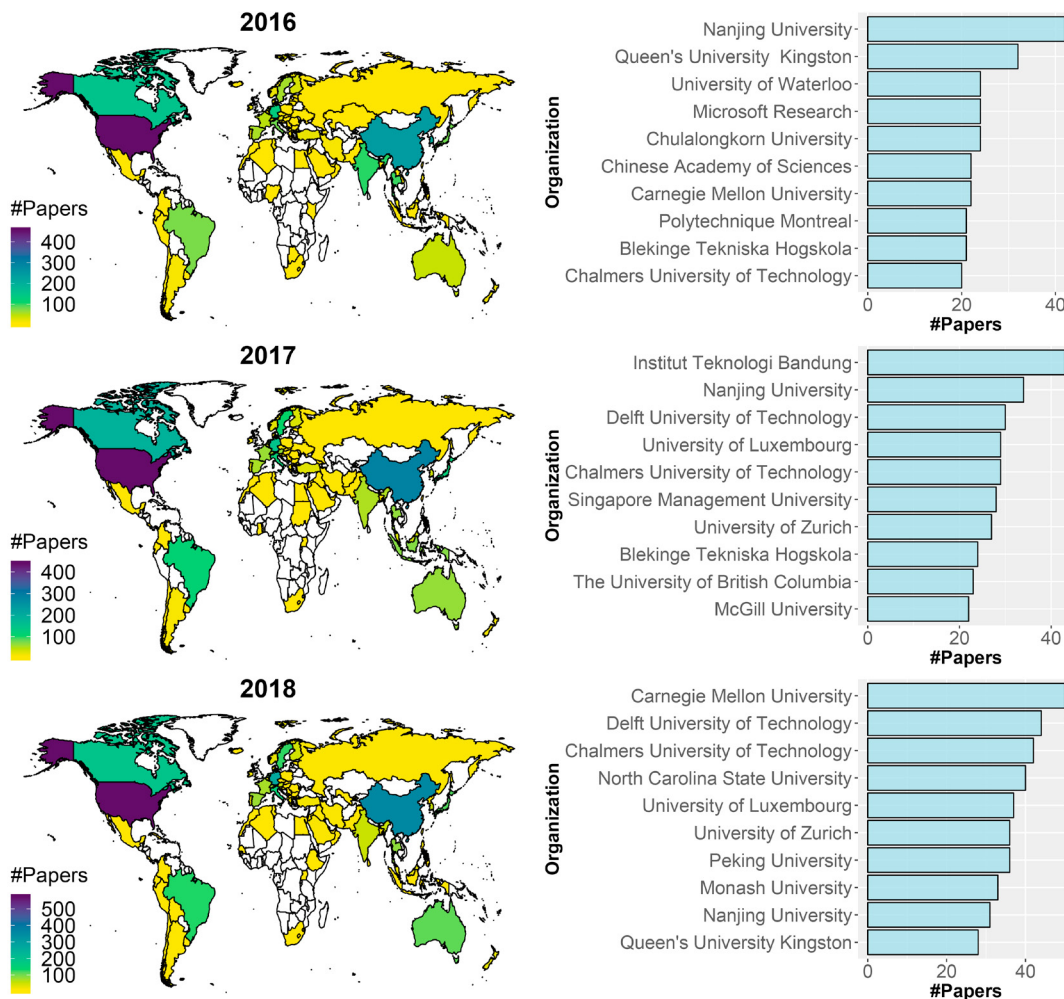 2016
#Papers
400
300
200
100
Organization
Nanjing University
Queen's University  Kingston
University of Waterloo
Microsoft Research
Chulalongkorn University
Chinese Academy of Sciences
Carnegie Mellon University
Polytechnique Montreal
Blekinge Tekniska Hogskola
Chalmers University of Technology
0 20 40
#Papers
2017
#Papers
400
300
200
100
Organization
Institut Teknologi Bandung
Nanjing University
Delft University of Technology
University of Luxembourg
Chalmers University of Technology
Singapore Management University
University of Zurich
Blekinge Tekniska Hogskola
The University of British Columbia
McGill University
0 20 40
#Papers
2018
#Papers
500
400
300
200
100
Organization
Carnegie Mellon University
Delft University of Technology
Chalmers University of Technology
North Carolina State University
University of Luxembourg
University of Zurich
Peking University
Monash University
Nanjing University
Queen's University Kingston
0 20 40
#Papers